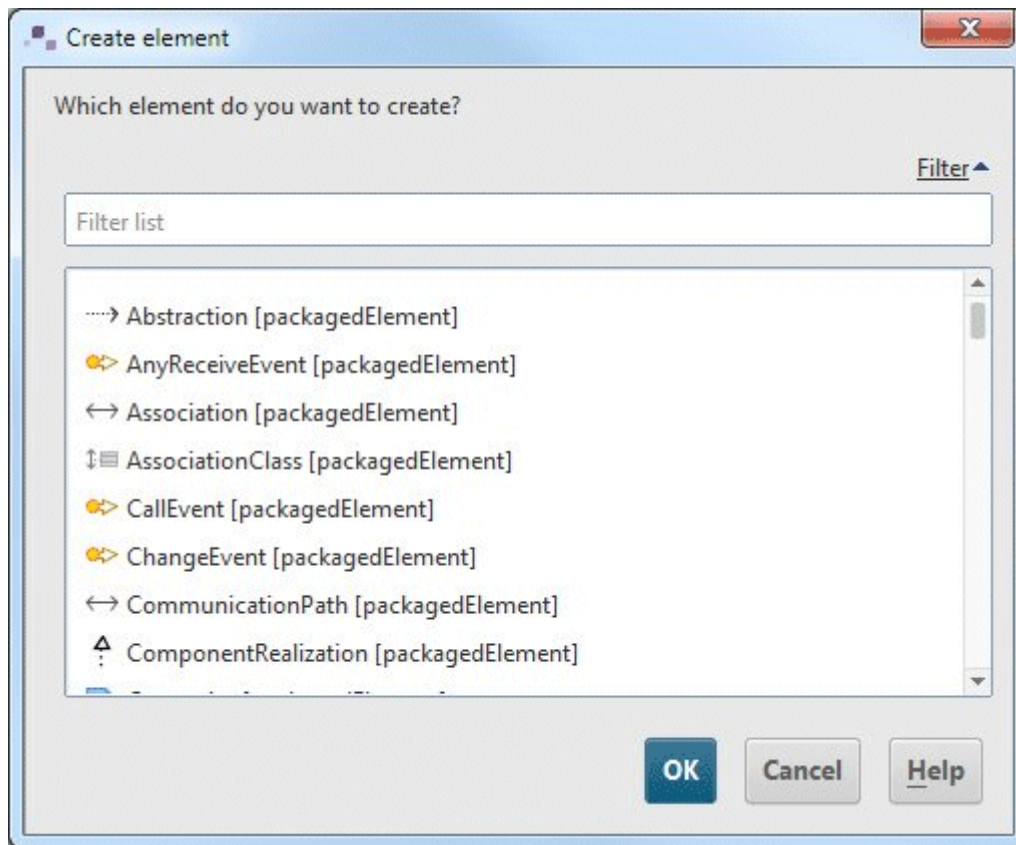 Create element
Which element do you want to create?
Filter
Filter list
Abstraction [packagedElement]
AnyReceiveEvent [packagedElement]
Association [packagedElement]
AssociationClass [packagedElement]
CallEvent [packagedElement]
ChangeEvent [packagedElement]
CommunicationPath [packagedElement]
ComponentRealization [packagedElement]
OK Cancel Help